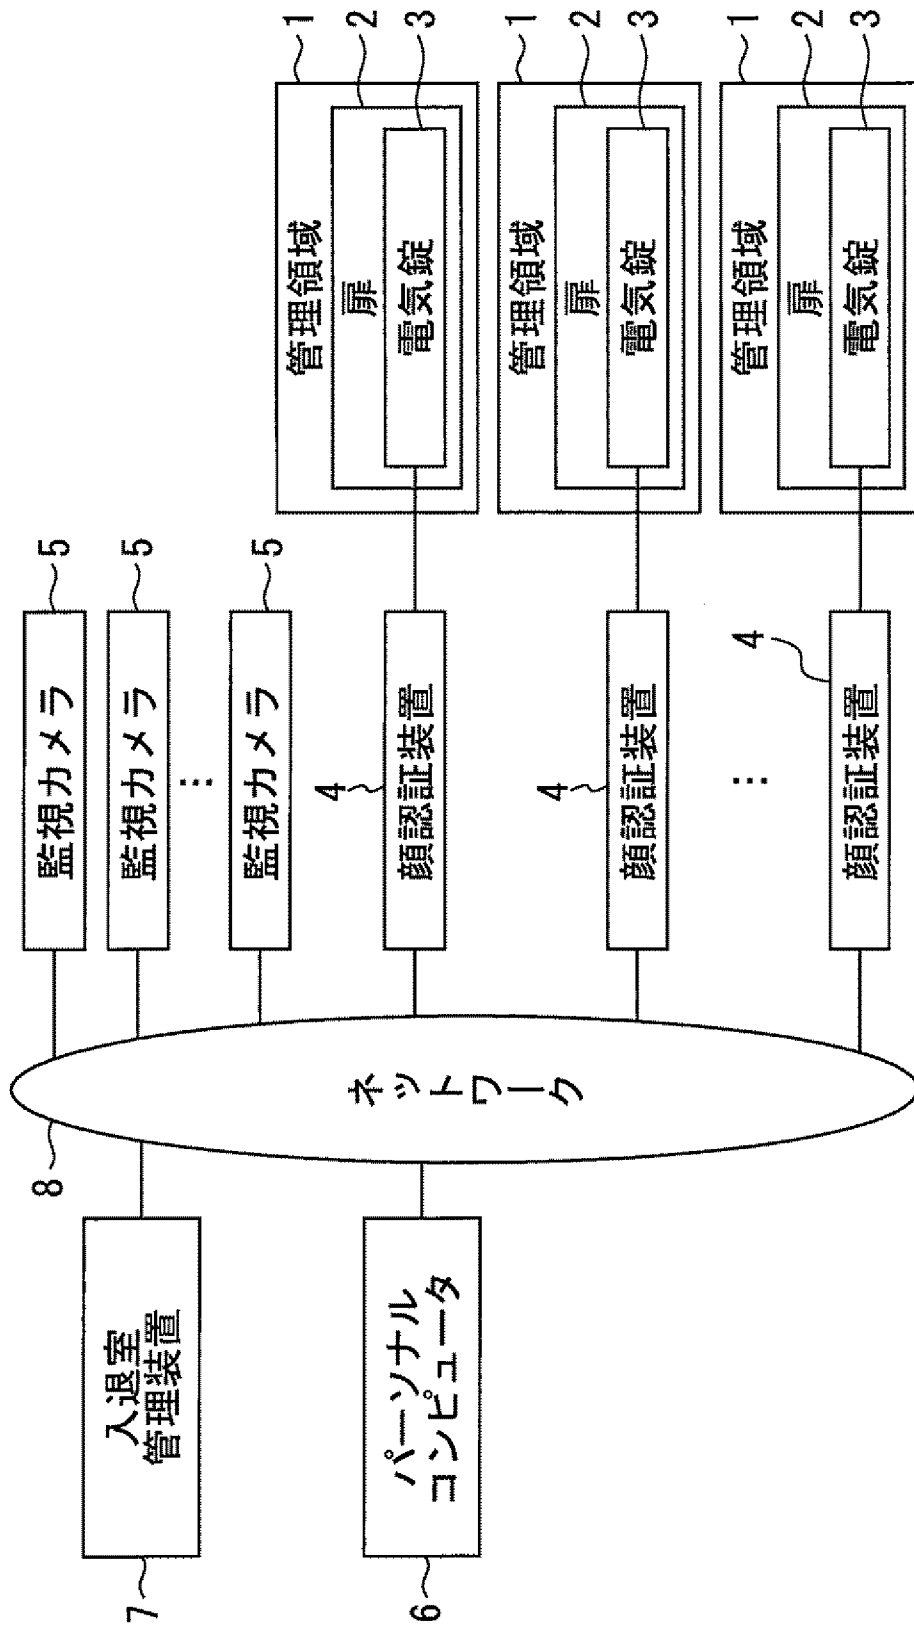 7
入退室
管理装置
6
パーソナル
コンピュータ
8
ネットワーク
監視カメラ
5
監視カメラ
5
⋮
監視カメラ
5
4
顔認証装置
管理領域
1
扉
2
電気錠
3
4
顔認証装置
管理領域
1
扉
2
電気錠
3
⋮
4
顔認証装置
管理領域
1
扉
2
電気錠
3